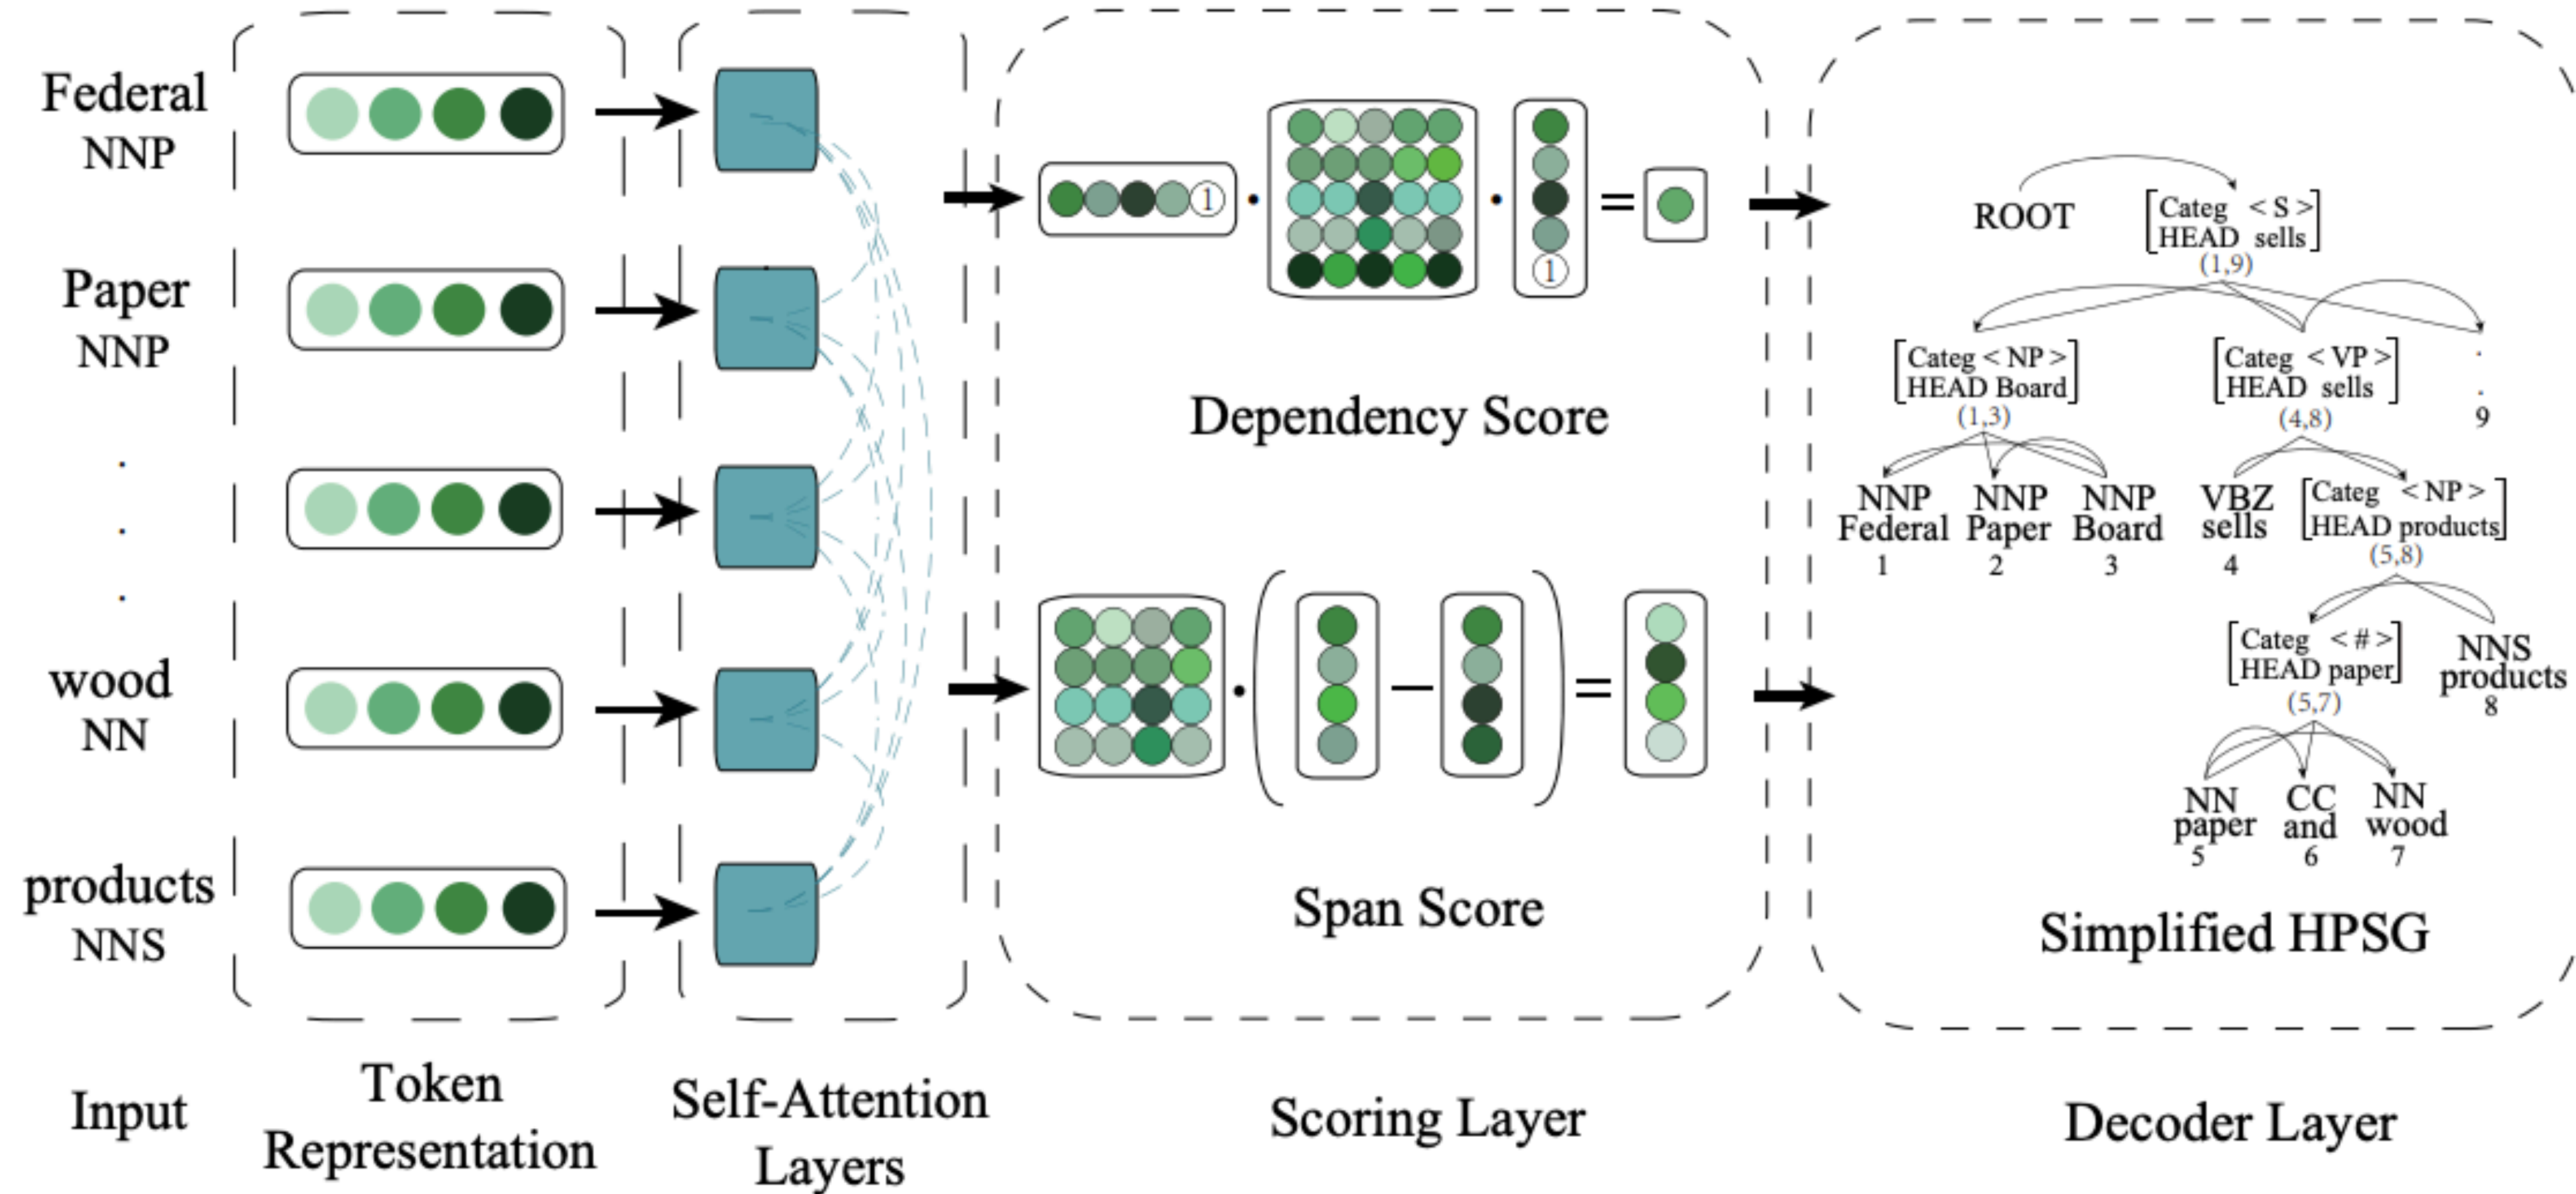 Federal
NNP
Paper
NNP
.
.
.
wood
NN
products
NNS
Input
Token
Representation
Self-Attention
Layers
1
.
.
1
=
Dependency Score
.
(
—
)
=
Span Score
Scoring Layer
ROOT
[Categ < S >]
[HEAD sells]
(1,9)
[Categ < NP >]
[HEAD Board]
(1,3)
[Categ < VP >]
[HEAD sells]
(4,8)
.
.
9
NNP
Federal
1
NNP
Paper
2
NNP
Board
3
VBZ
sells
4
[Categ < NP >]
[HEAD products]
(5,8)
[Categ < # >]
[HEAD paper]
(5,7)
NNS
products
8
NN
paper
5
CC
and
6
NN
wood
7
Simplified HPSG
Decoder Layer